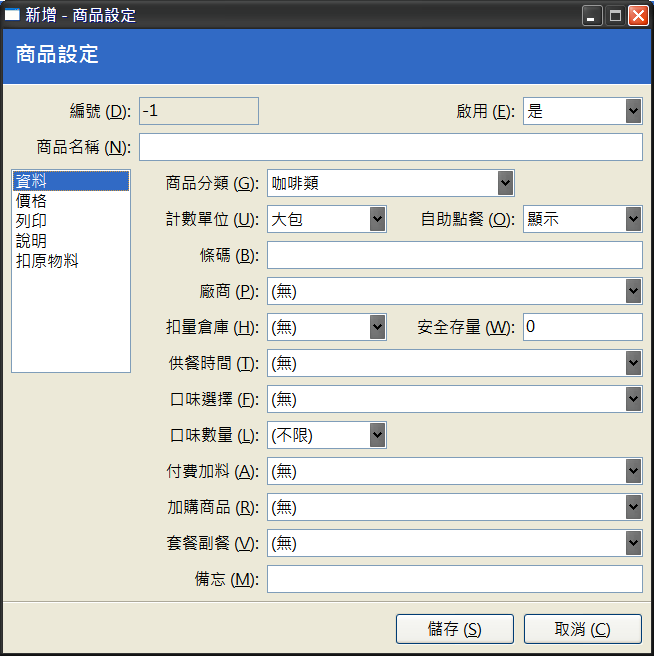 新增 - 商品設定
商品設定
編號 (D): -1 啟用 (E): 是
商品名稱 (N):
資料
價格
列印
說明
扣原物料
商品分類 (G): 咖啡類
計數單位 (U): 大包 自助點餐 (O): 顯示
條碼 (B):
廠商 (P): (無)
扣量倉庫 (H): (無) 安全存量 (W): 0
供餐時間 (T): (無)
口味選擇 (F): (無)
口味數量 (L): (不限)
付費加料 (A): (無)
加購商品 (R): (無)
套餐副餐 (V): (無)
備忘 (M):
儲存 (S) 取消 (C)